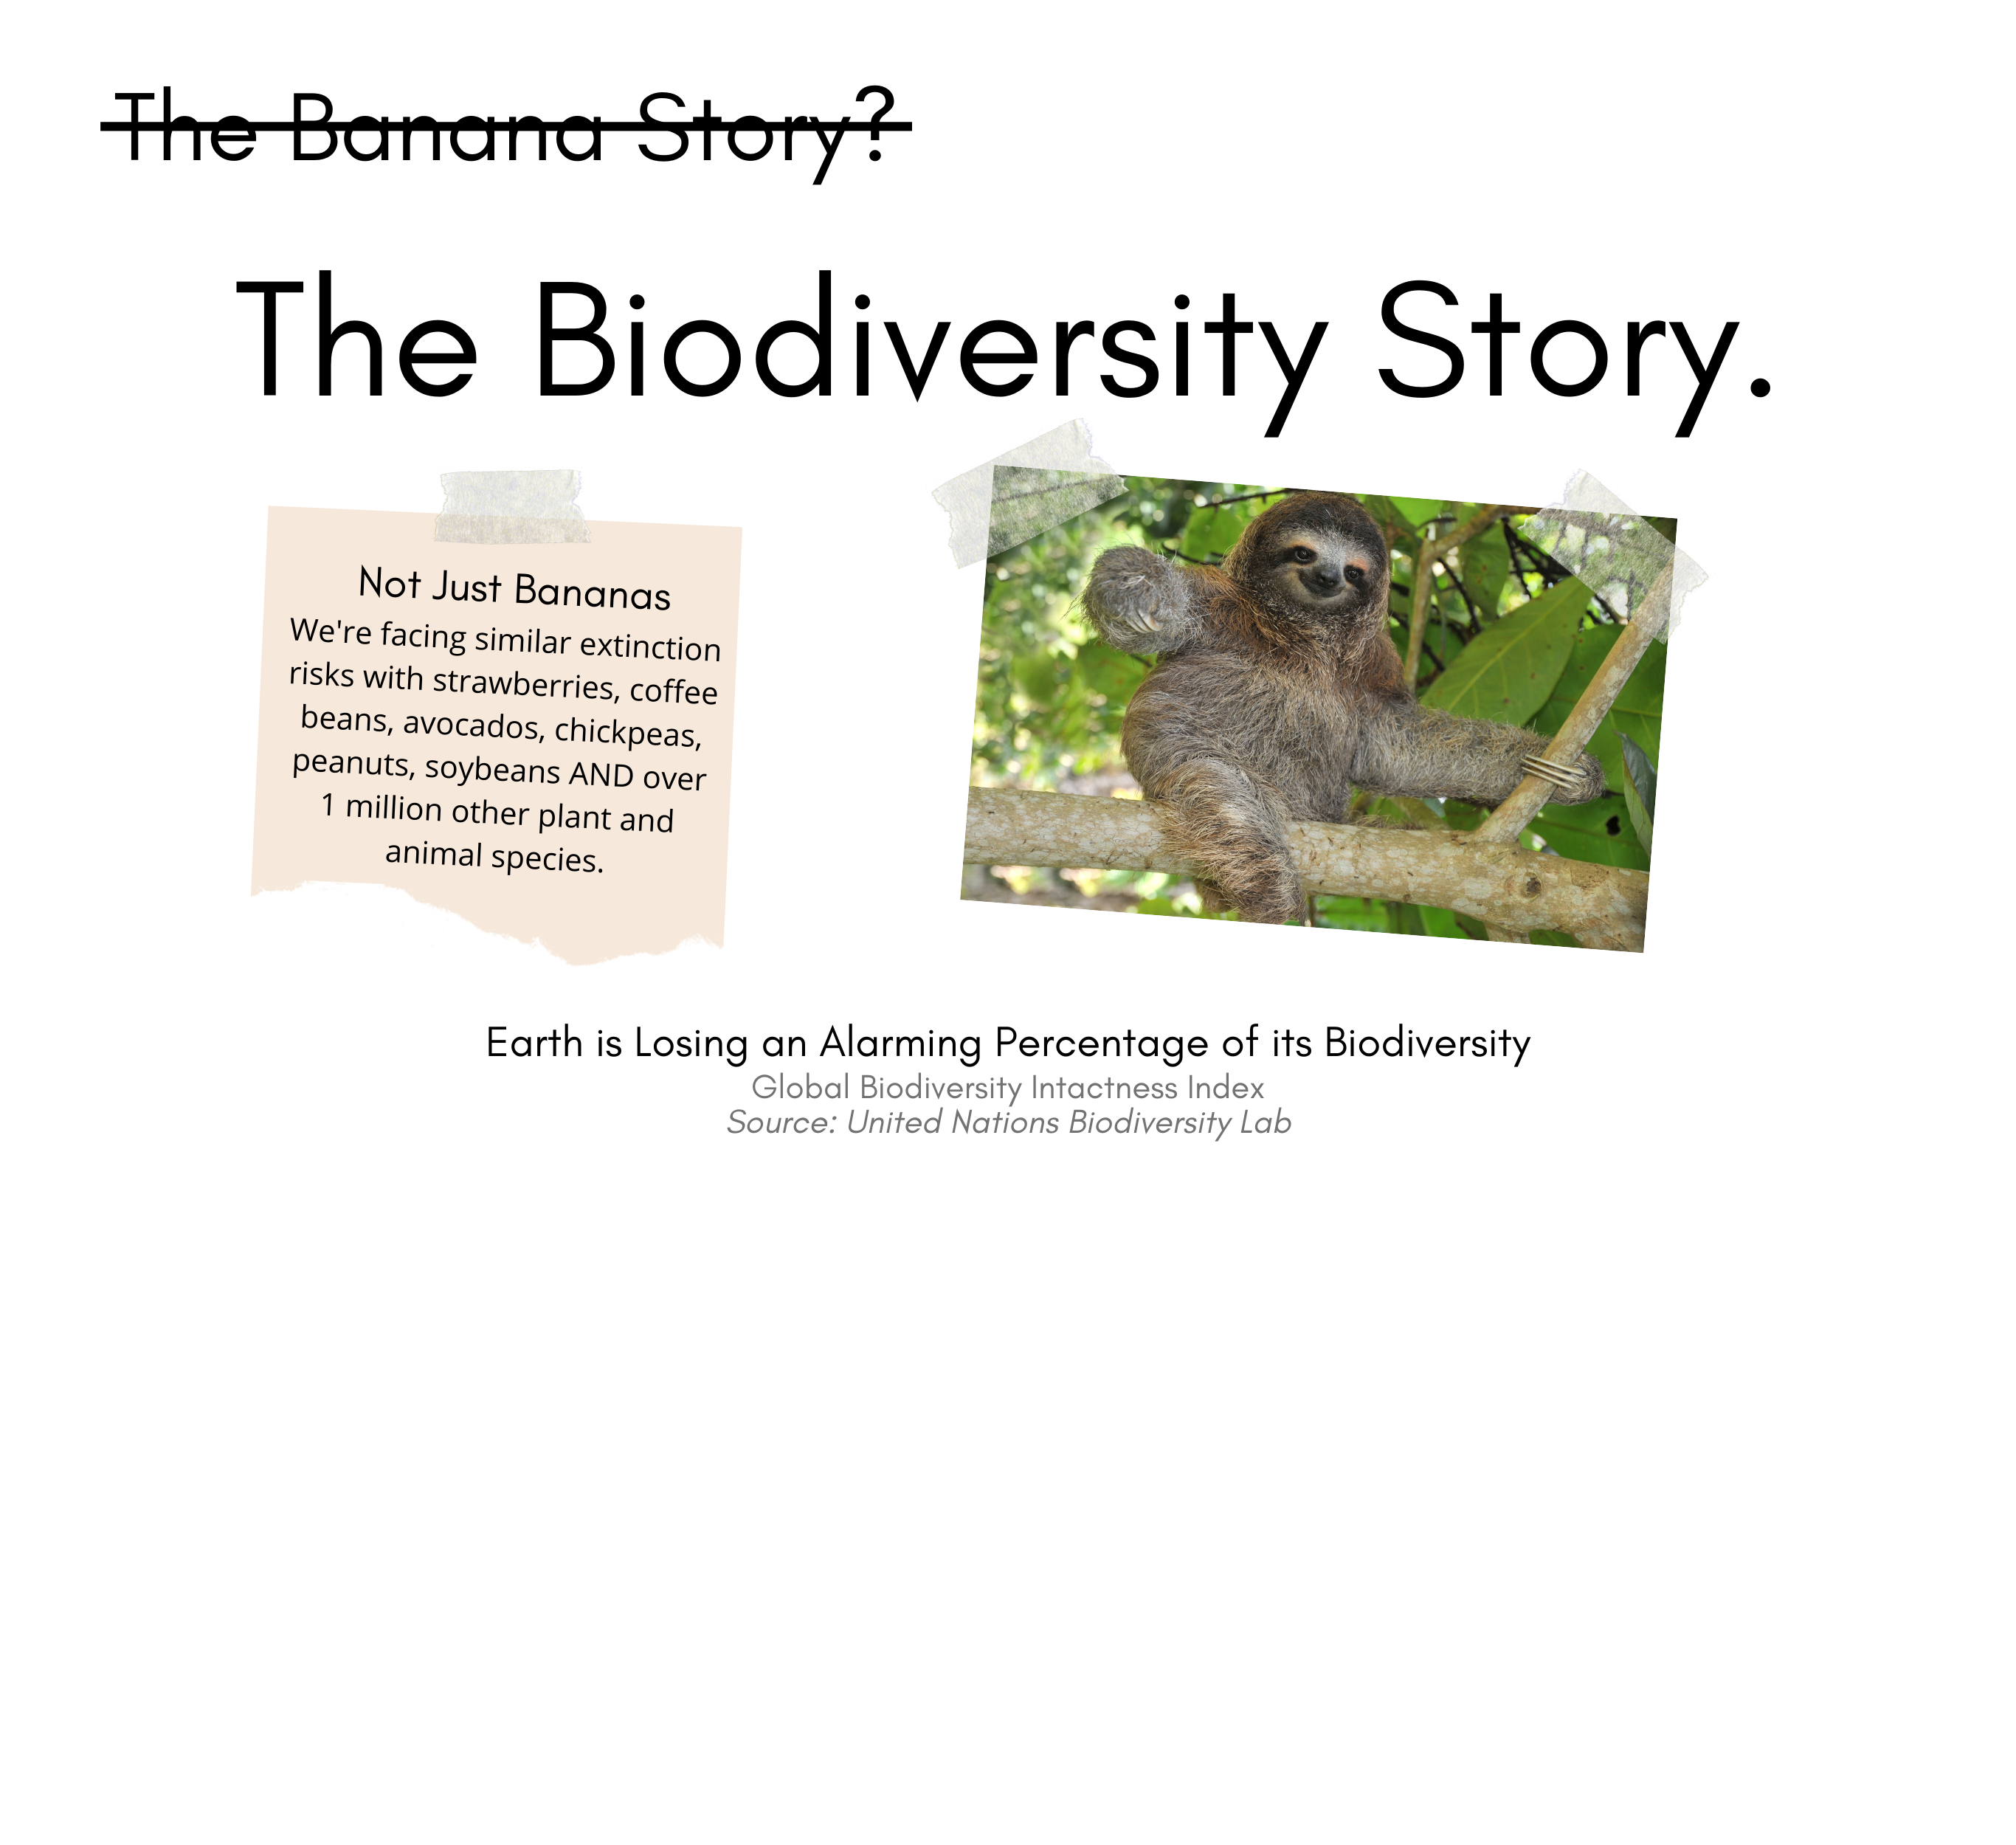 The Banana Story?
The Biodiversity Story.
Not Just Bananas
We're facing similar extinction
risks with strawberries, coffee
beans, avocados, chickpeas,
peanuts, soybeans AND over
1 million other plant and
animal species.
Earth is Losing an Alarming Percentage of its Biodiversity
Global Biodiversity Intactness Index
Source: United Nations Biodiversity Lab